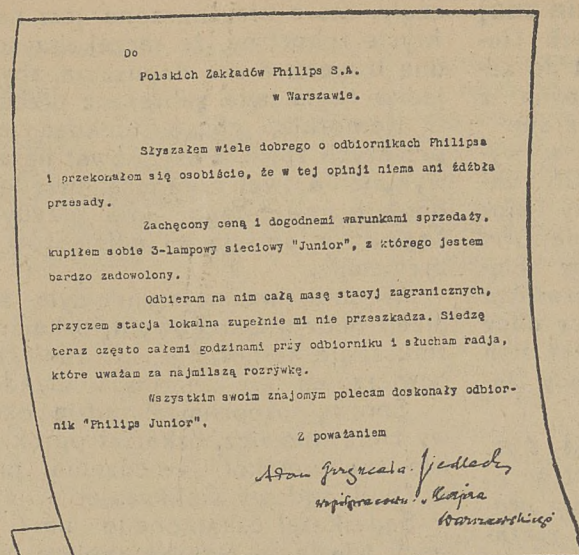 Do
Polskich Zakładów Philips S.A.
w Warszawie.
Słyszałem wiele dobrego o odbiornikach Philipsa
i przekonałem się osobiście, że w tej opinji niema ani źdźbła
przesady.
Zachęcony ceną i dogodnemi warunkami sprzedaży,
kupiłem sobie 3-lampowy sieciowy "Junior", z którego jestem
bardzo zadowolony.
Odbieram na nim całą masę stacyj zagranicznych,
przyczem stacja lokalna zupełnie mi nie przeszkadza. Siedzę
teraz często całemi godzinami przy odbiorniku i słucham radja,
które uważam za najmilszą rozrywkę.
Wszystkim swoim znajomym polecam doskonały odbior-
nik "Philips Junior".
Z poważaniem
Adam Grzymała-Siedlecki
współpracown. Kurjera
Warszawskiego